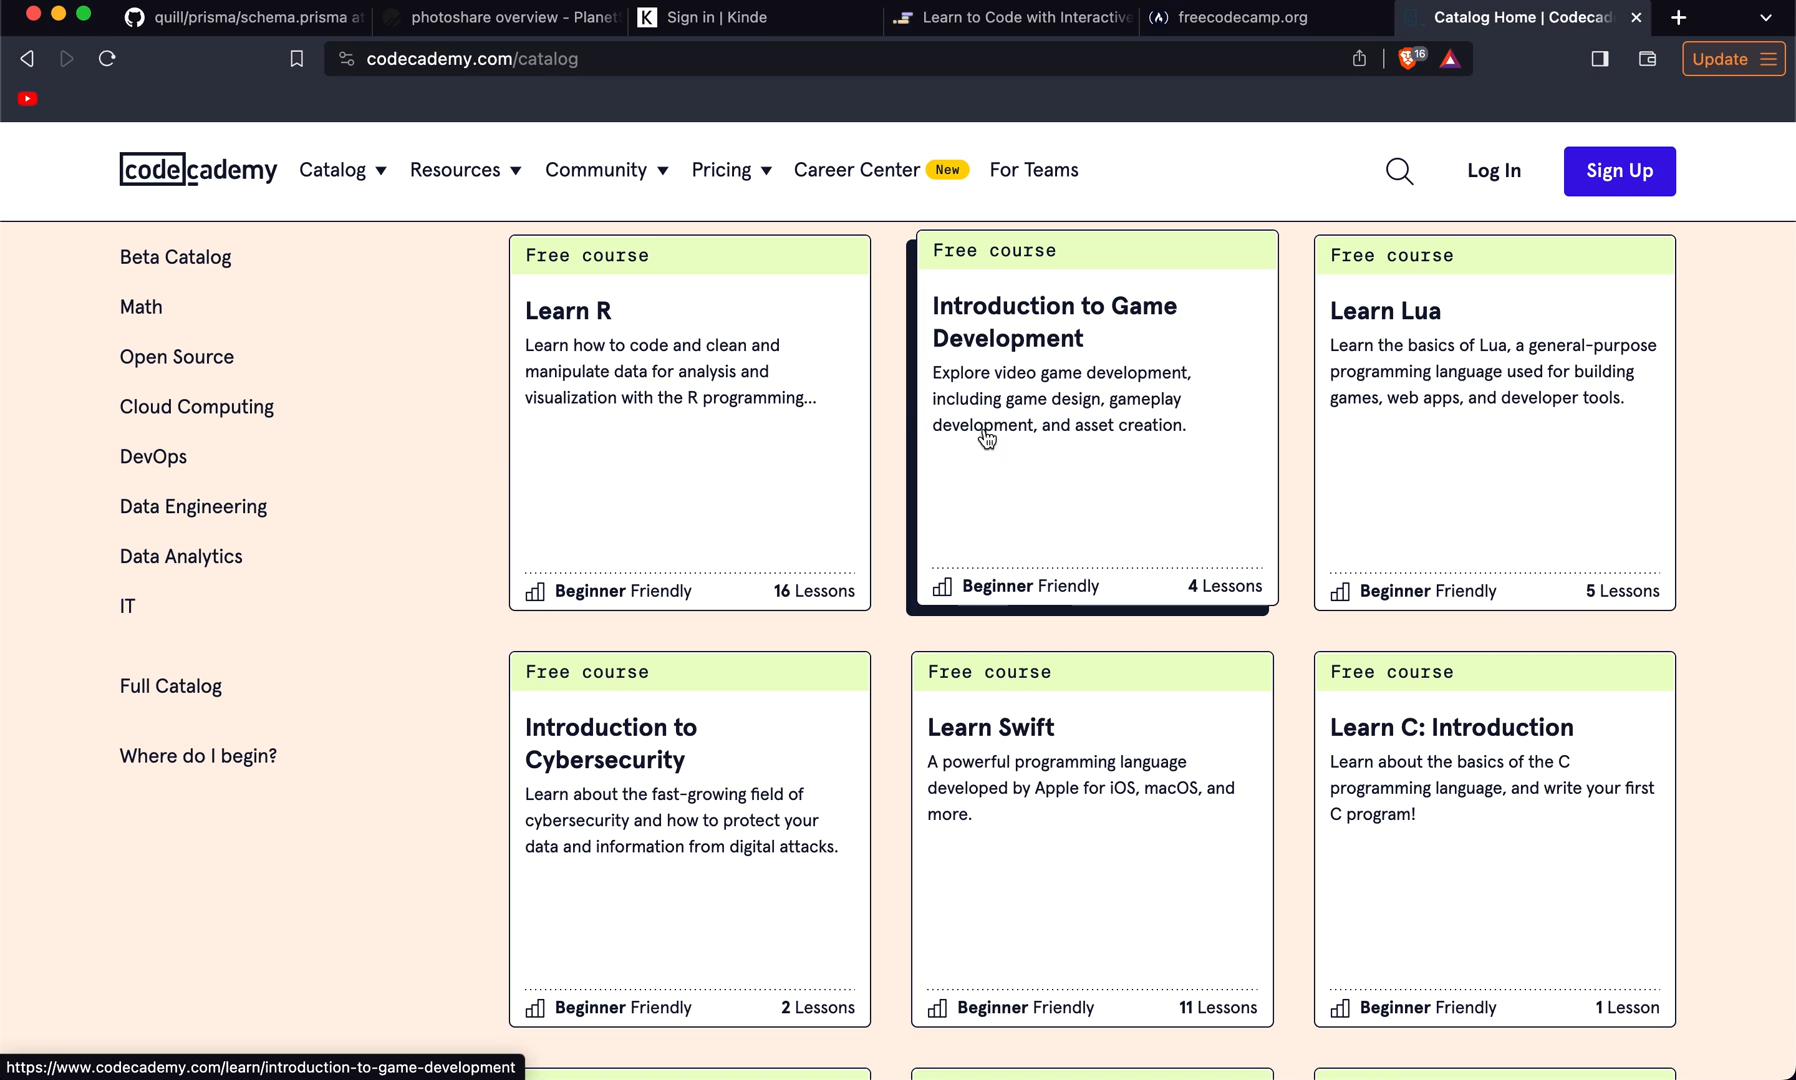 quill/prisma/schema.prisma at
photoshare overview - Planet
Sign in | Kinde
Learn to Code with Interactive
freecodecamp.org
Catalog Home | Codecad
codecademy.com/catalog
16
Update
codecademy
Catalog
Resources
Community
Pricing
Career Center New
For Teams
Log In
Sign Up
Beta Catalog
Math
Open Source
Cloud Computing
DevOps
Data Engineering
Data Analytics
IT
Full Catalog
Where do I begin?
Free course
Learn R
Learn how to code and clean and
manipulate data for analysis and
visualization with the R programming...
Beginner Friendly
16 Lessons
Free course
Introduction to Game
Development
Explore video game development,
including game design, gameplay
development, and asset creation.
Beginner Friendly
4 Lessons
Free course
Learn Lua
Learn the basics of Lua, a general-purpose
programming language used for building
games, web apps, and developer tools.
Beginner Friendly
5 Lessons
Free course
Introduction to
Cybersecurity
Learn about the fast-growing field of
cybersecurity and how to protect your
data and information from digital attacks.
Beginner Friendly
2 Lessons
Free course
Learn Swift
A powerful programming language
developed by Apple for iOS, macOS, and
more.
Beginner Friendly
11 Lessons
Free course
Learn C: Introduction
Learn about the basics of the C
programming language, and write your first
C program!
Beginner Friendly
1 Lesson
https://www.codecademy.com/learn/introduction-to-game-development